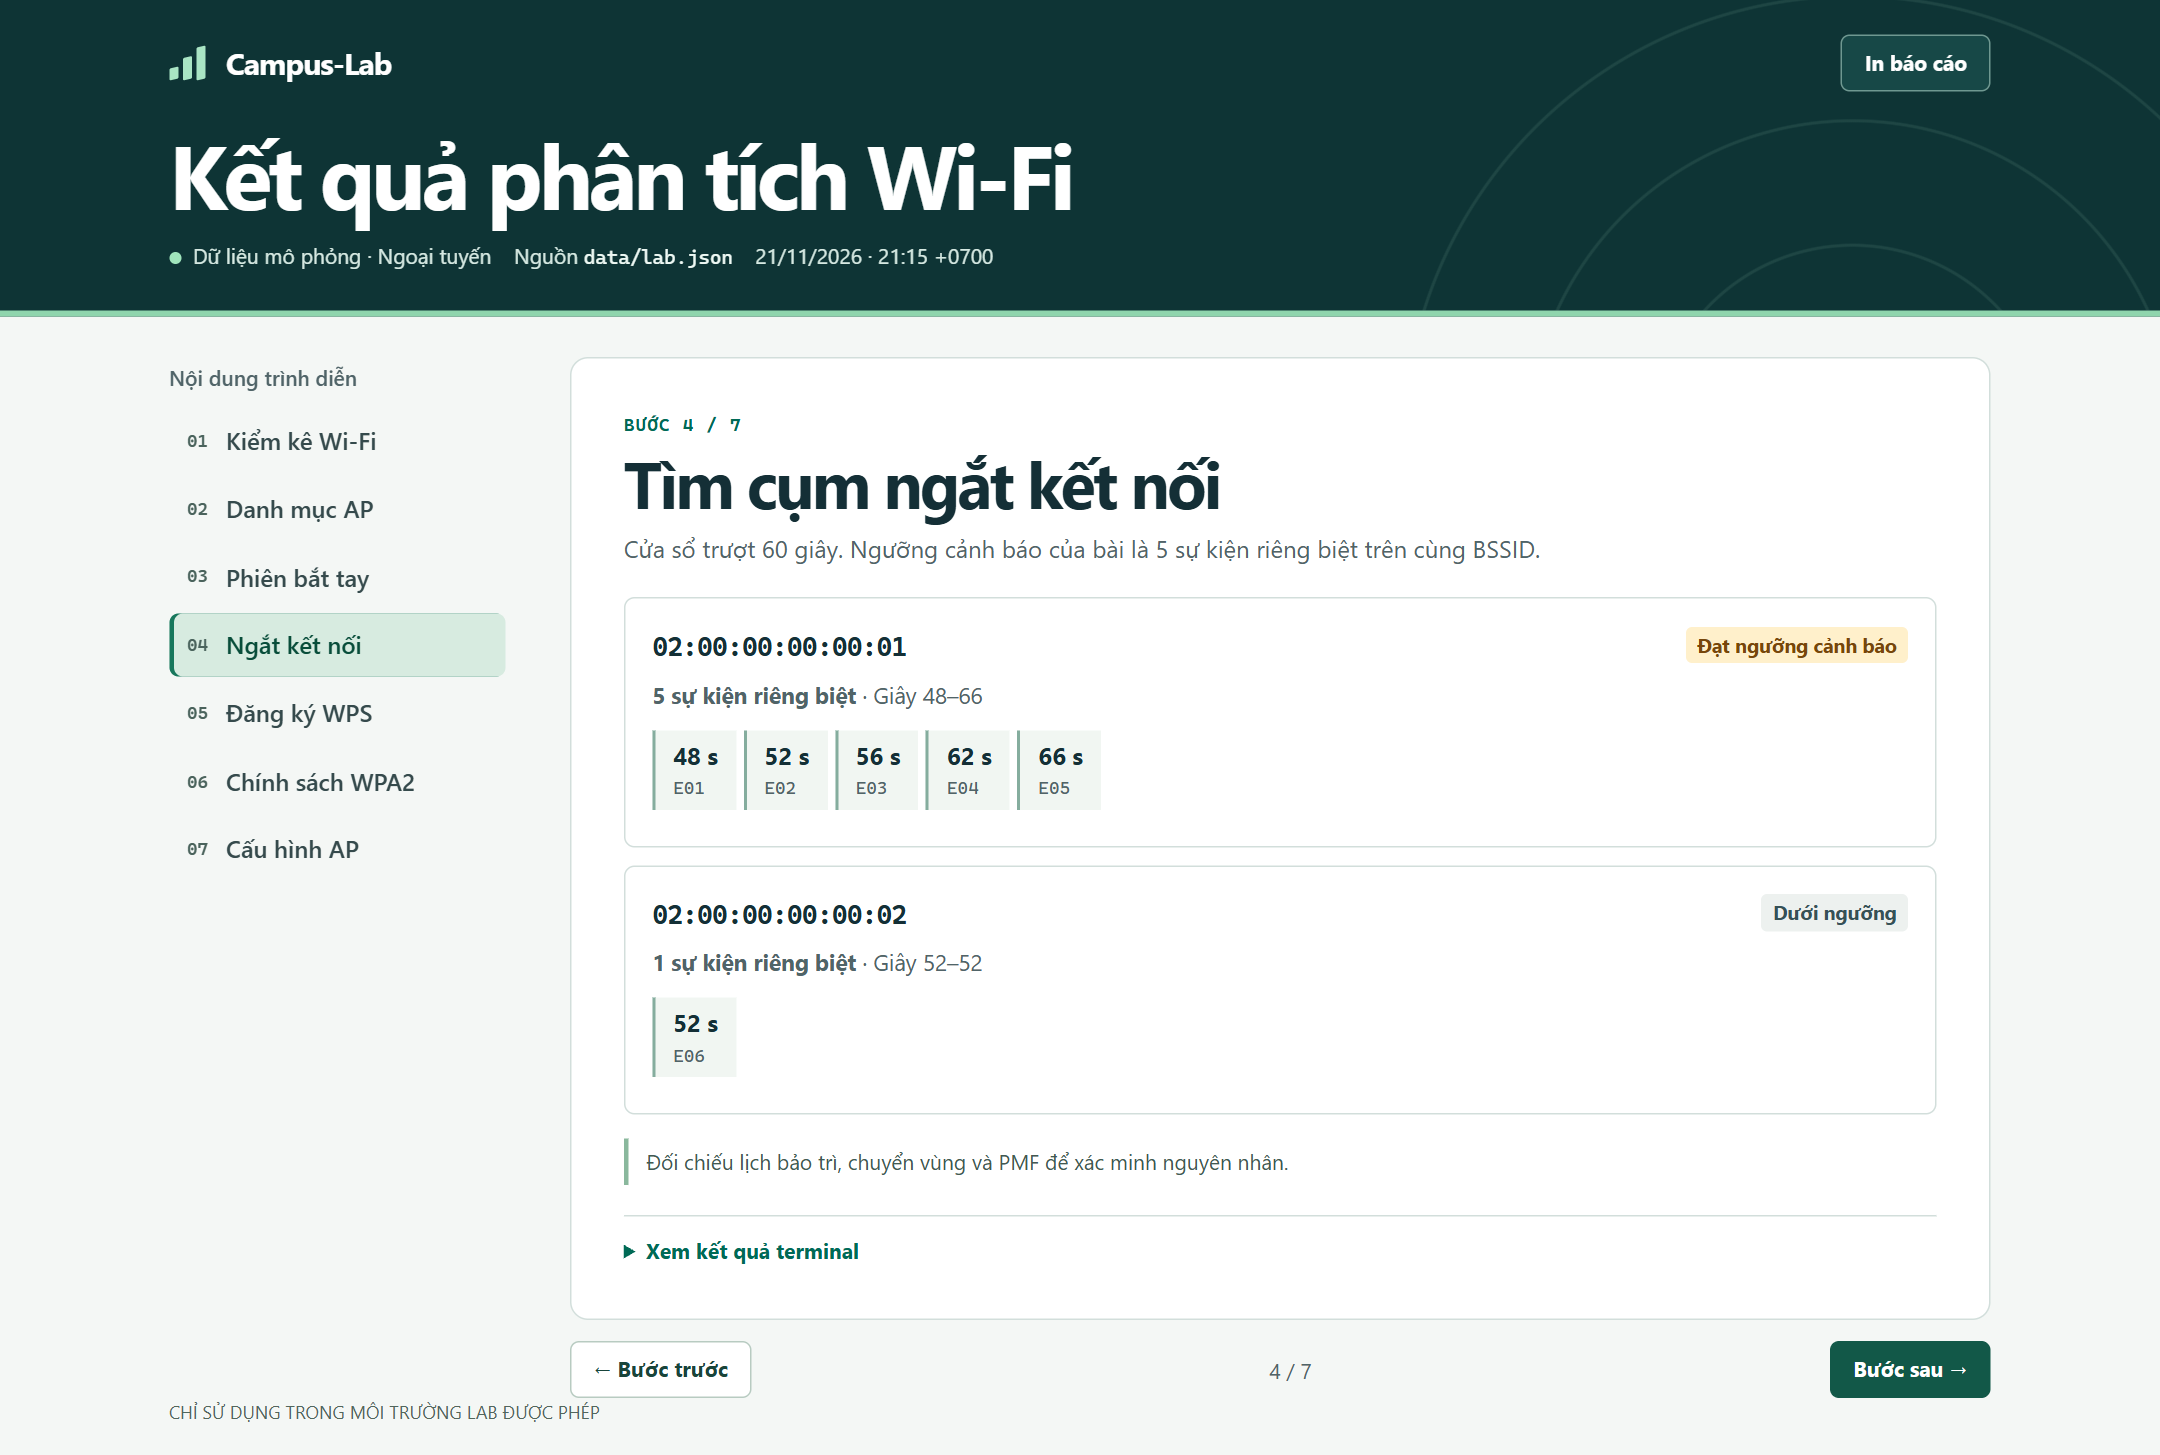 Campus-Lab
In báo cáo
Kết quả phân tích Wi-Fi
Dữ liệu mô phỏng · Ngoại tuyến Nguồn data/lab.json 21/11/2026 · 21:15 +0700
Nội dung trình diễn
01 Kiểm kê Wi-Fi
02 Danh mục AP
03 Phiên bắt tay
04 Ngắt kết nối
05 Đăng ký WPS
06 Chính sách WPA2
07 Cấu hình AP
BƯỚC 4 / 7
Tìm cụm ngắt kết nối
Cửa sổ trượt 60 giây. Ngưỡng cảnh báo của bài là 5 sự kiện riêng biệt trên cùng BSSID.
02:00:00:00:00:01
Đạt ngưỡng cảnh báo
5 sự kiện riêng biệt · Giây 48–66
48 s 52 s 56 s 62 s 66 s
E01 E02 E03 E04 E05
02:00:00:00:00:02
Dưới ngưỡng
1 sự kiện riêng biệt · Giây 52–52
52 s
E06
Đối chiếu lịch bảo trì, chuyển vùng và PMF để xác minh nguyên nhân.
▶ Xem kết quả terminal
← Bước trước
4 / 7
Bước sau →
CHỈ SỬ DỤNG TRONG MÔI TRƯỜNG LAB ĐƯỢC PHÉP